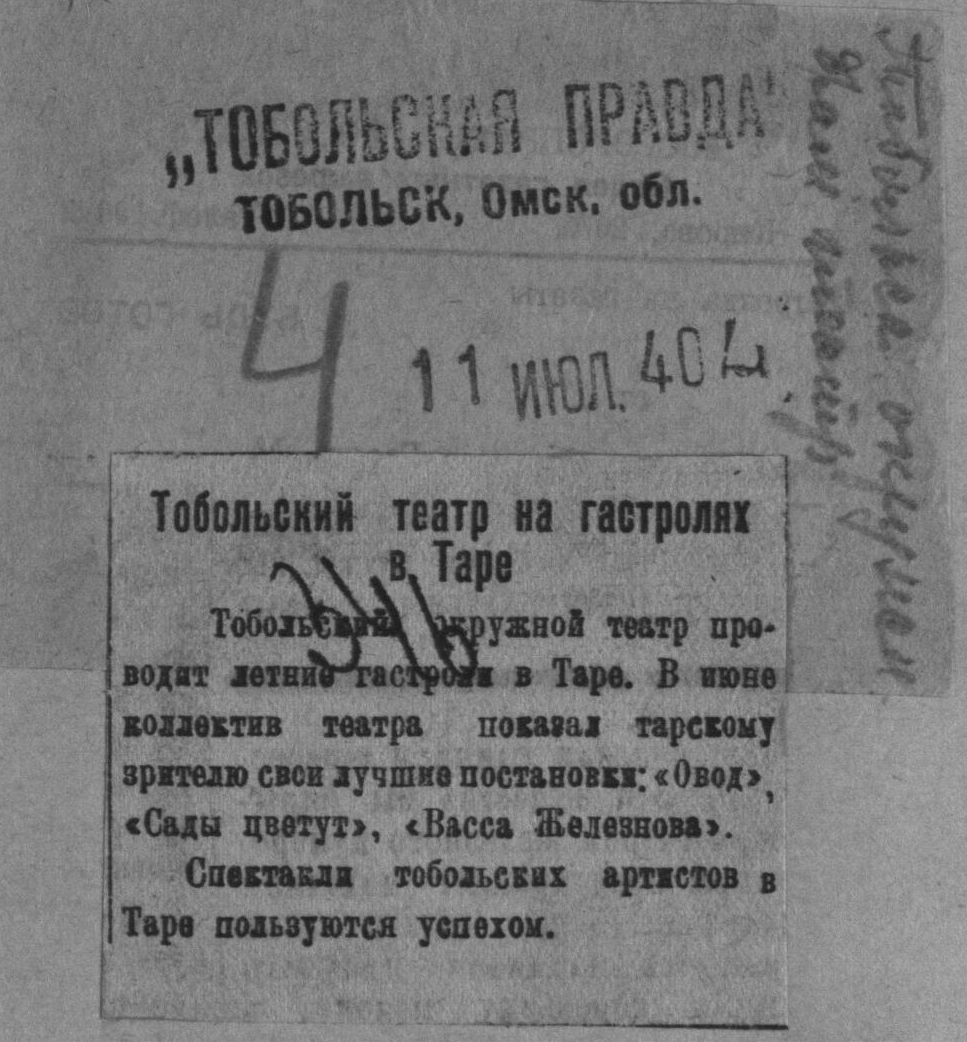 „ТОБОЛЬСКАЯ ПРАВДА"
ТОБОЛЬСК, Омск. обл.
4
11 ИЮЛ. 40
Тобольский театр на гастролях
в Таре
346
Тобольский окружной театр про-
водит летние гастроли в Таре. В июне
коллектив театра показал тарскому
зрителю свои лучшие постановки: «Овод»,
«Сады цветут», «Васса Железнова».
Спектакли тобольских артистов в
Таре пользуются успехом.